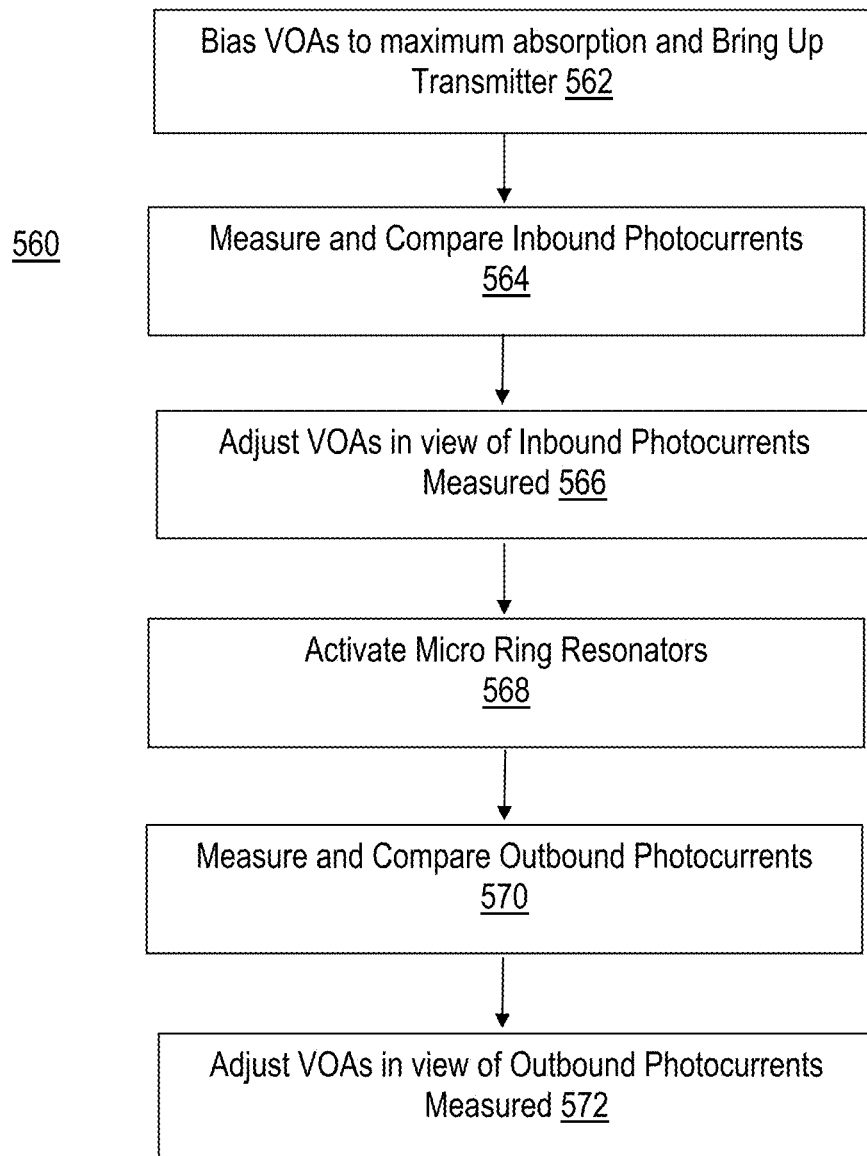 Bias VOAs to maximum absorption and Bring Up
Transmitter 562
560
Measure and Compare Inbound Photocurrents
564
Adjust VOAs in view of Inbound Photocurrents
Measured 566
Activate Micro Ring Resonators
568
Measure and Compare Outbound Photocurrents
570
Adjust VOAs in view of Outbound Photocurrents
Measured 572